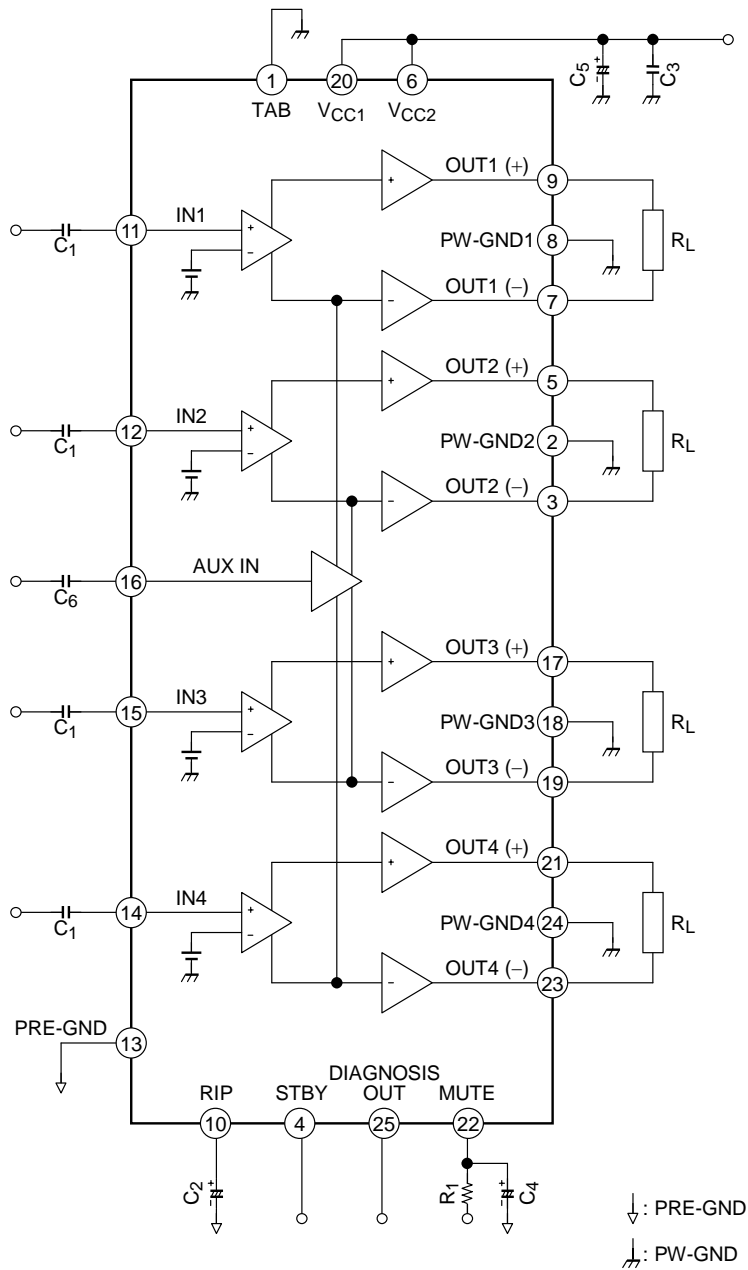 1 20 6
TAB VCC1 VCC2
C5 + − C3
OUT1 (+) 9
+
11 IN1 + −
C1
PW-GND1 8 RL
OUT1 (−) 7
−
OUT2 (+) 5
+
12 IN2 + −
C1
PW-GND2 2 RL
OUT2 (−) 3
−
16 AUX IN
C6
OUT3 (+) 17
+
15 IN3 + −
C1
PW-GND3 18 RL
OUT3 (−) 19
−
OUT4 (+) 21
+
14 IN4 + −
C1
PW-GND4 24 RL
OUT4 (−) 23
−
PRE-GND 13
DIAGNOSIS
RIP STBY OUT MUTE
10 4 25 22
C2 + − R1 + − C4
: PRE-GND
: PW-GND